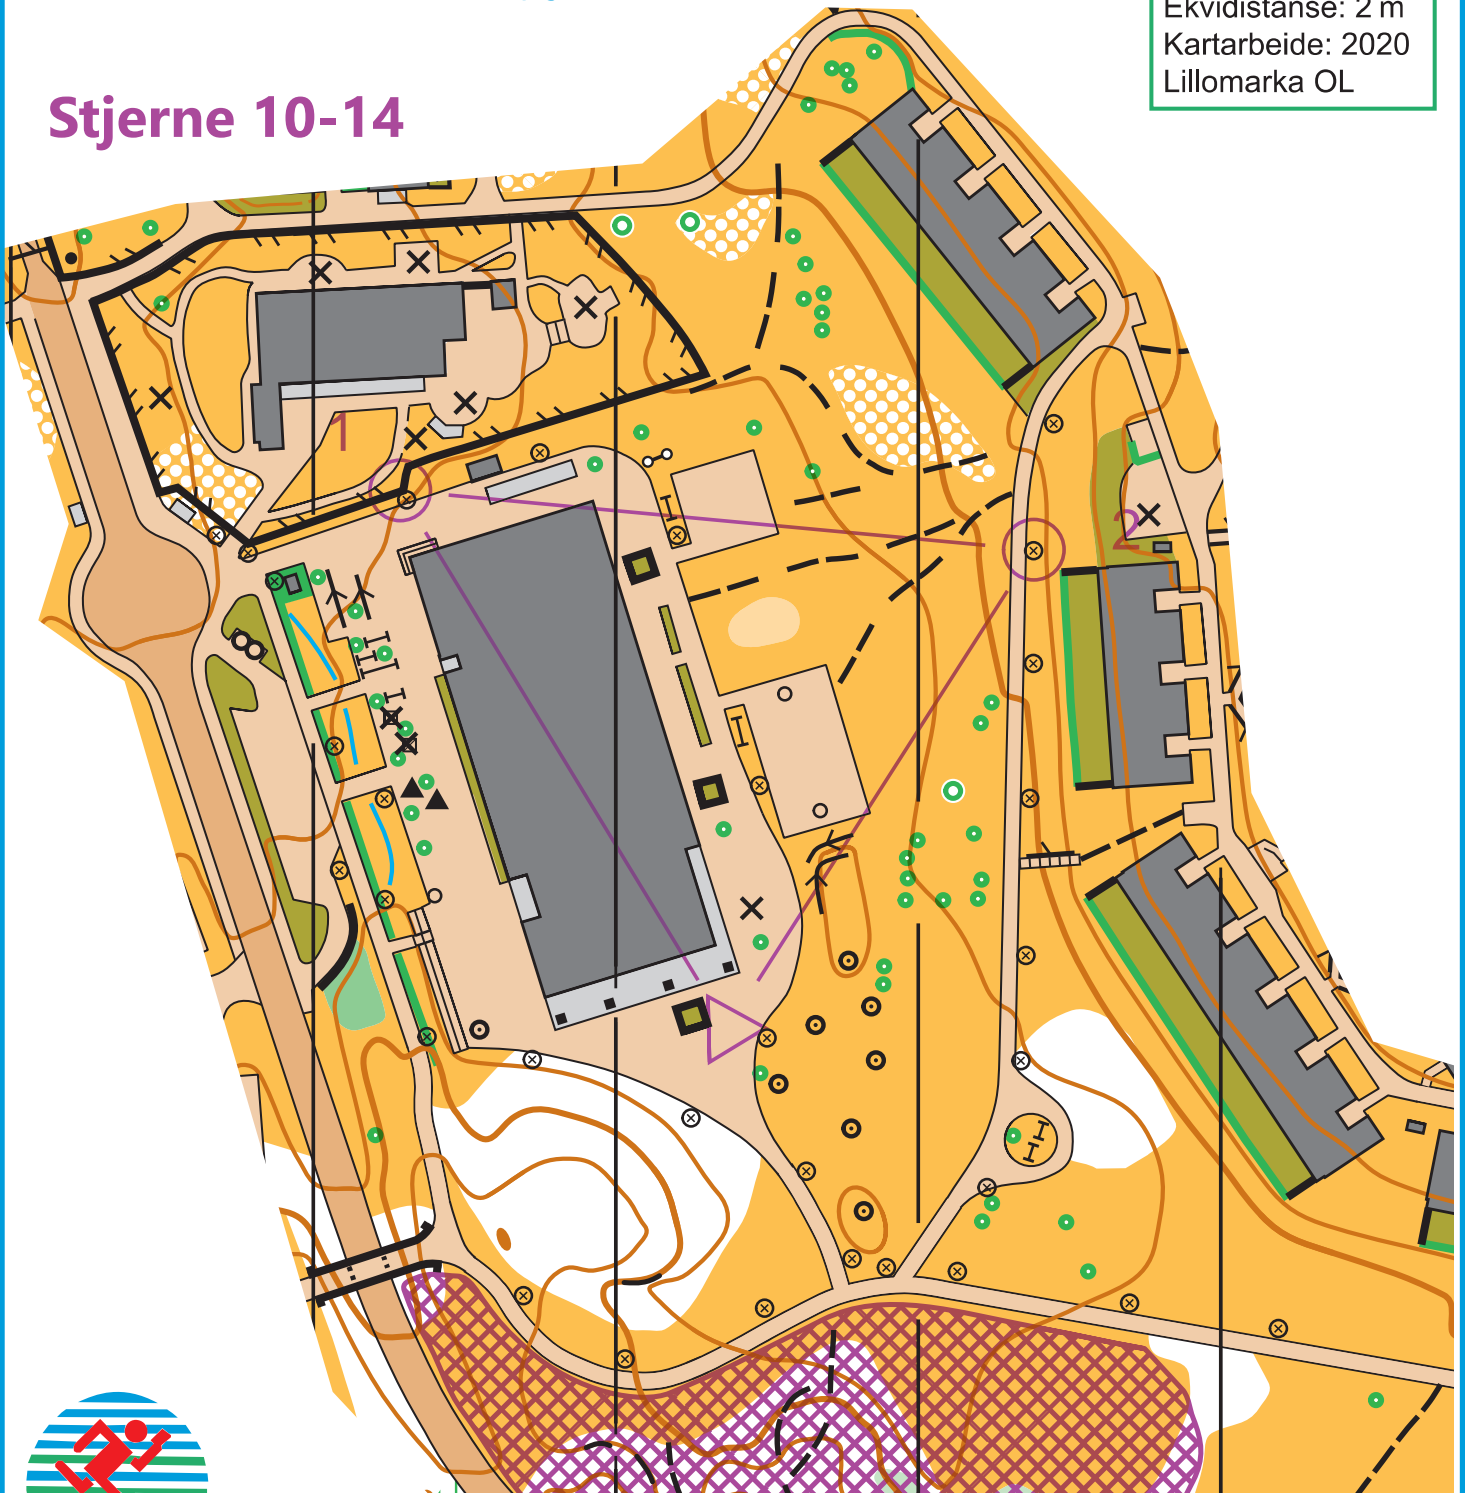 Ekvidistanse: 2 m
Kartarbeide: 2020
Lillomarka OL
Stjerne 10-14
1
2